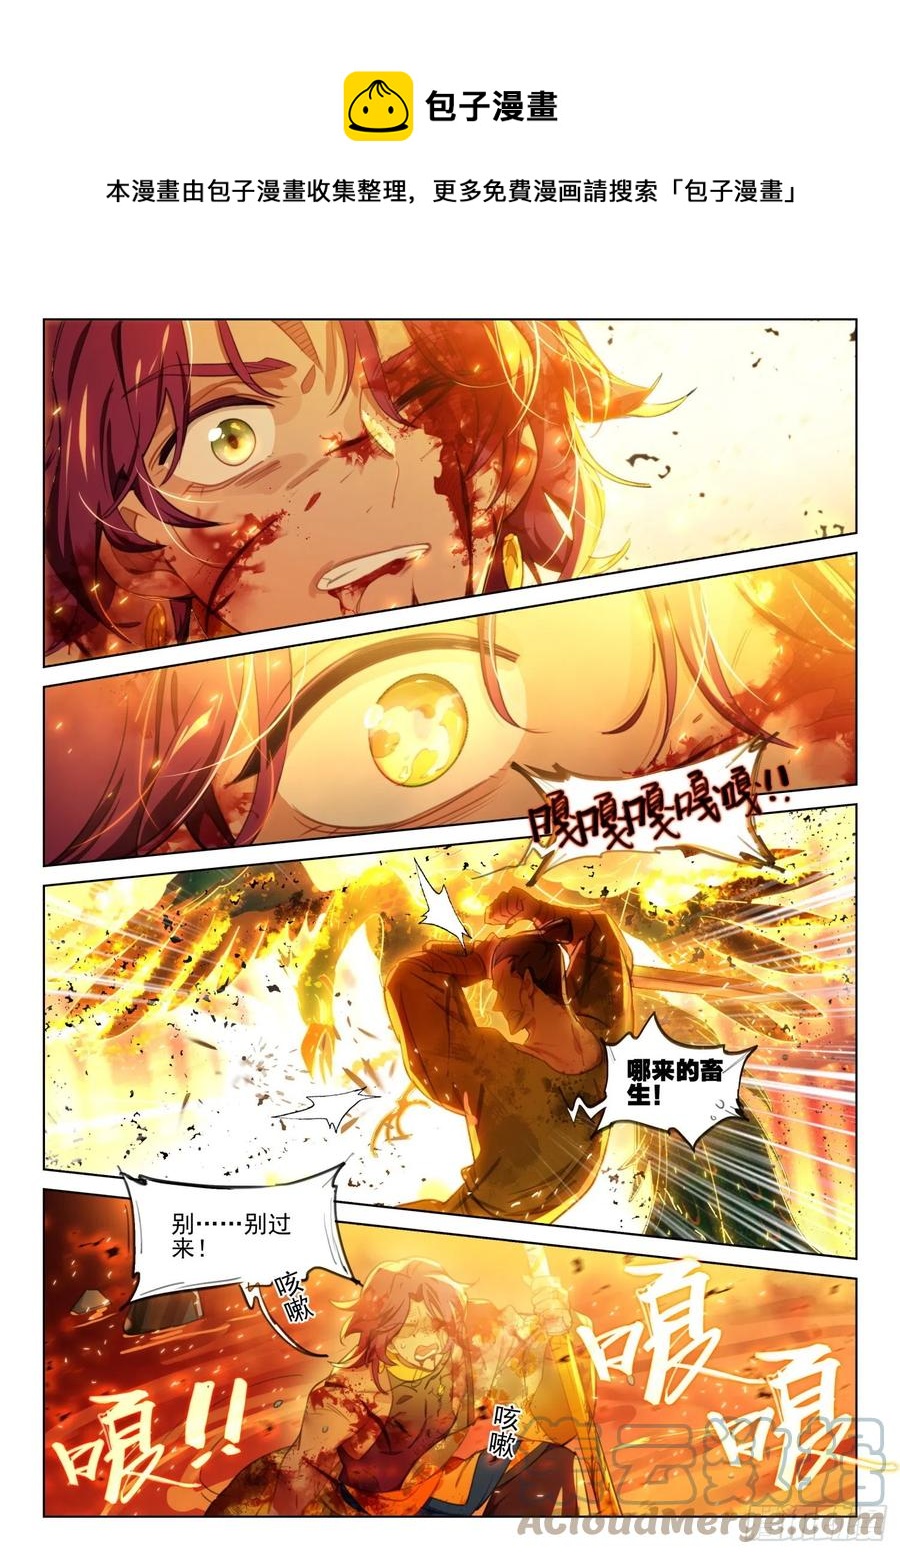 包子漫畫
本漫畫由包子漫畫收集整理，更多免費漫画請搜索「包子漫畫」
嘎嘎嘎嘎嘎!!
哪来的畜
生！
别……别过
来！
咳
嗽
嘎
嘎
嘎!!
咳
嗽
AcloudMerge.com